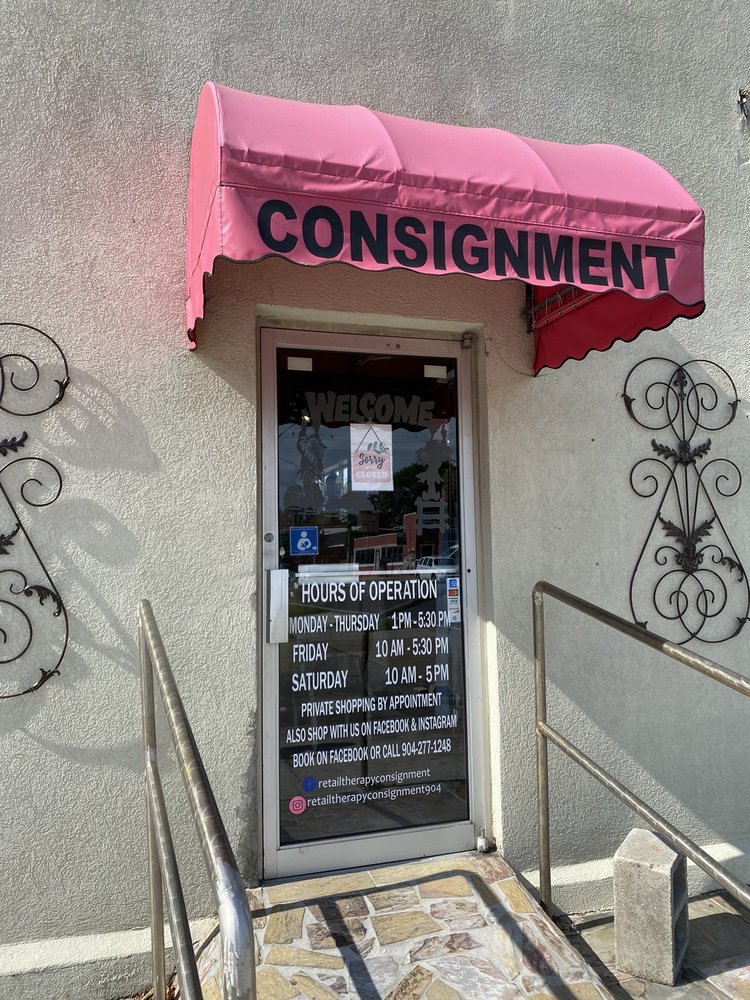 CONSIGNMENT
WELCOME
Sorry
CLOSED
HOURS OF OPERATION
MONDAY - THURSDAY 1 PM - 5:30 PM
FRIDAY 10 AM - 5:30 PM
SATURDAY 10 AM - 5 PM
PRIVATE SHOPPING BY APPOINTMENT
ALSO SHOP WITH US ON FACEBOOK & INSTAGRAM
BOOK ON FACEBOOK OR CALL 904-277-1248
retailtherapyconsignment
retailtherapyconsignment904